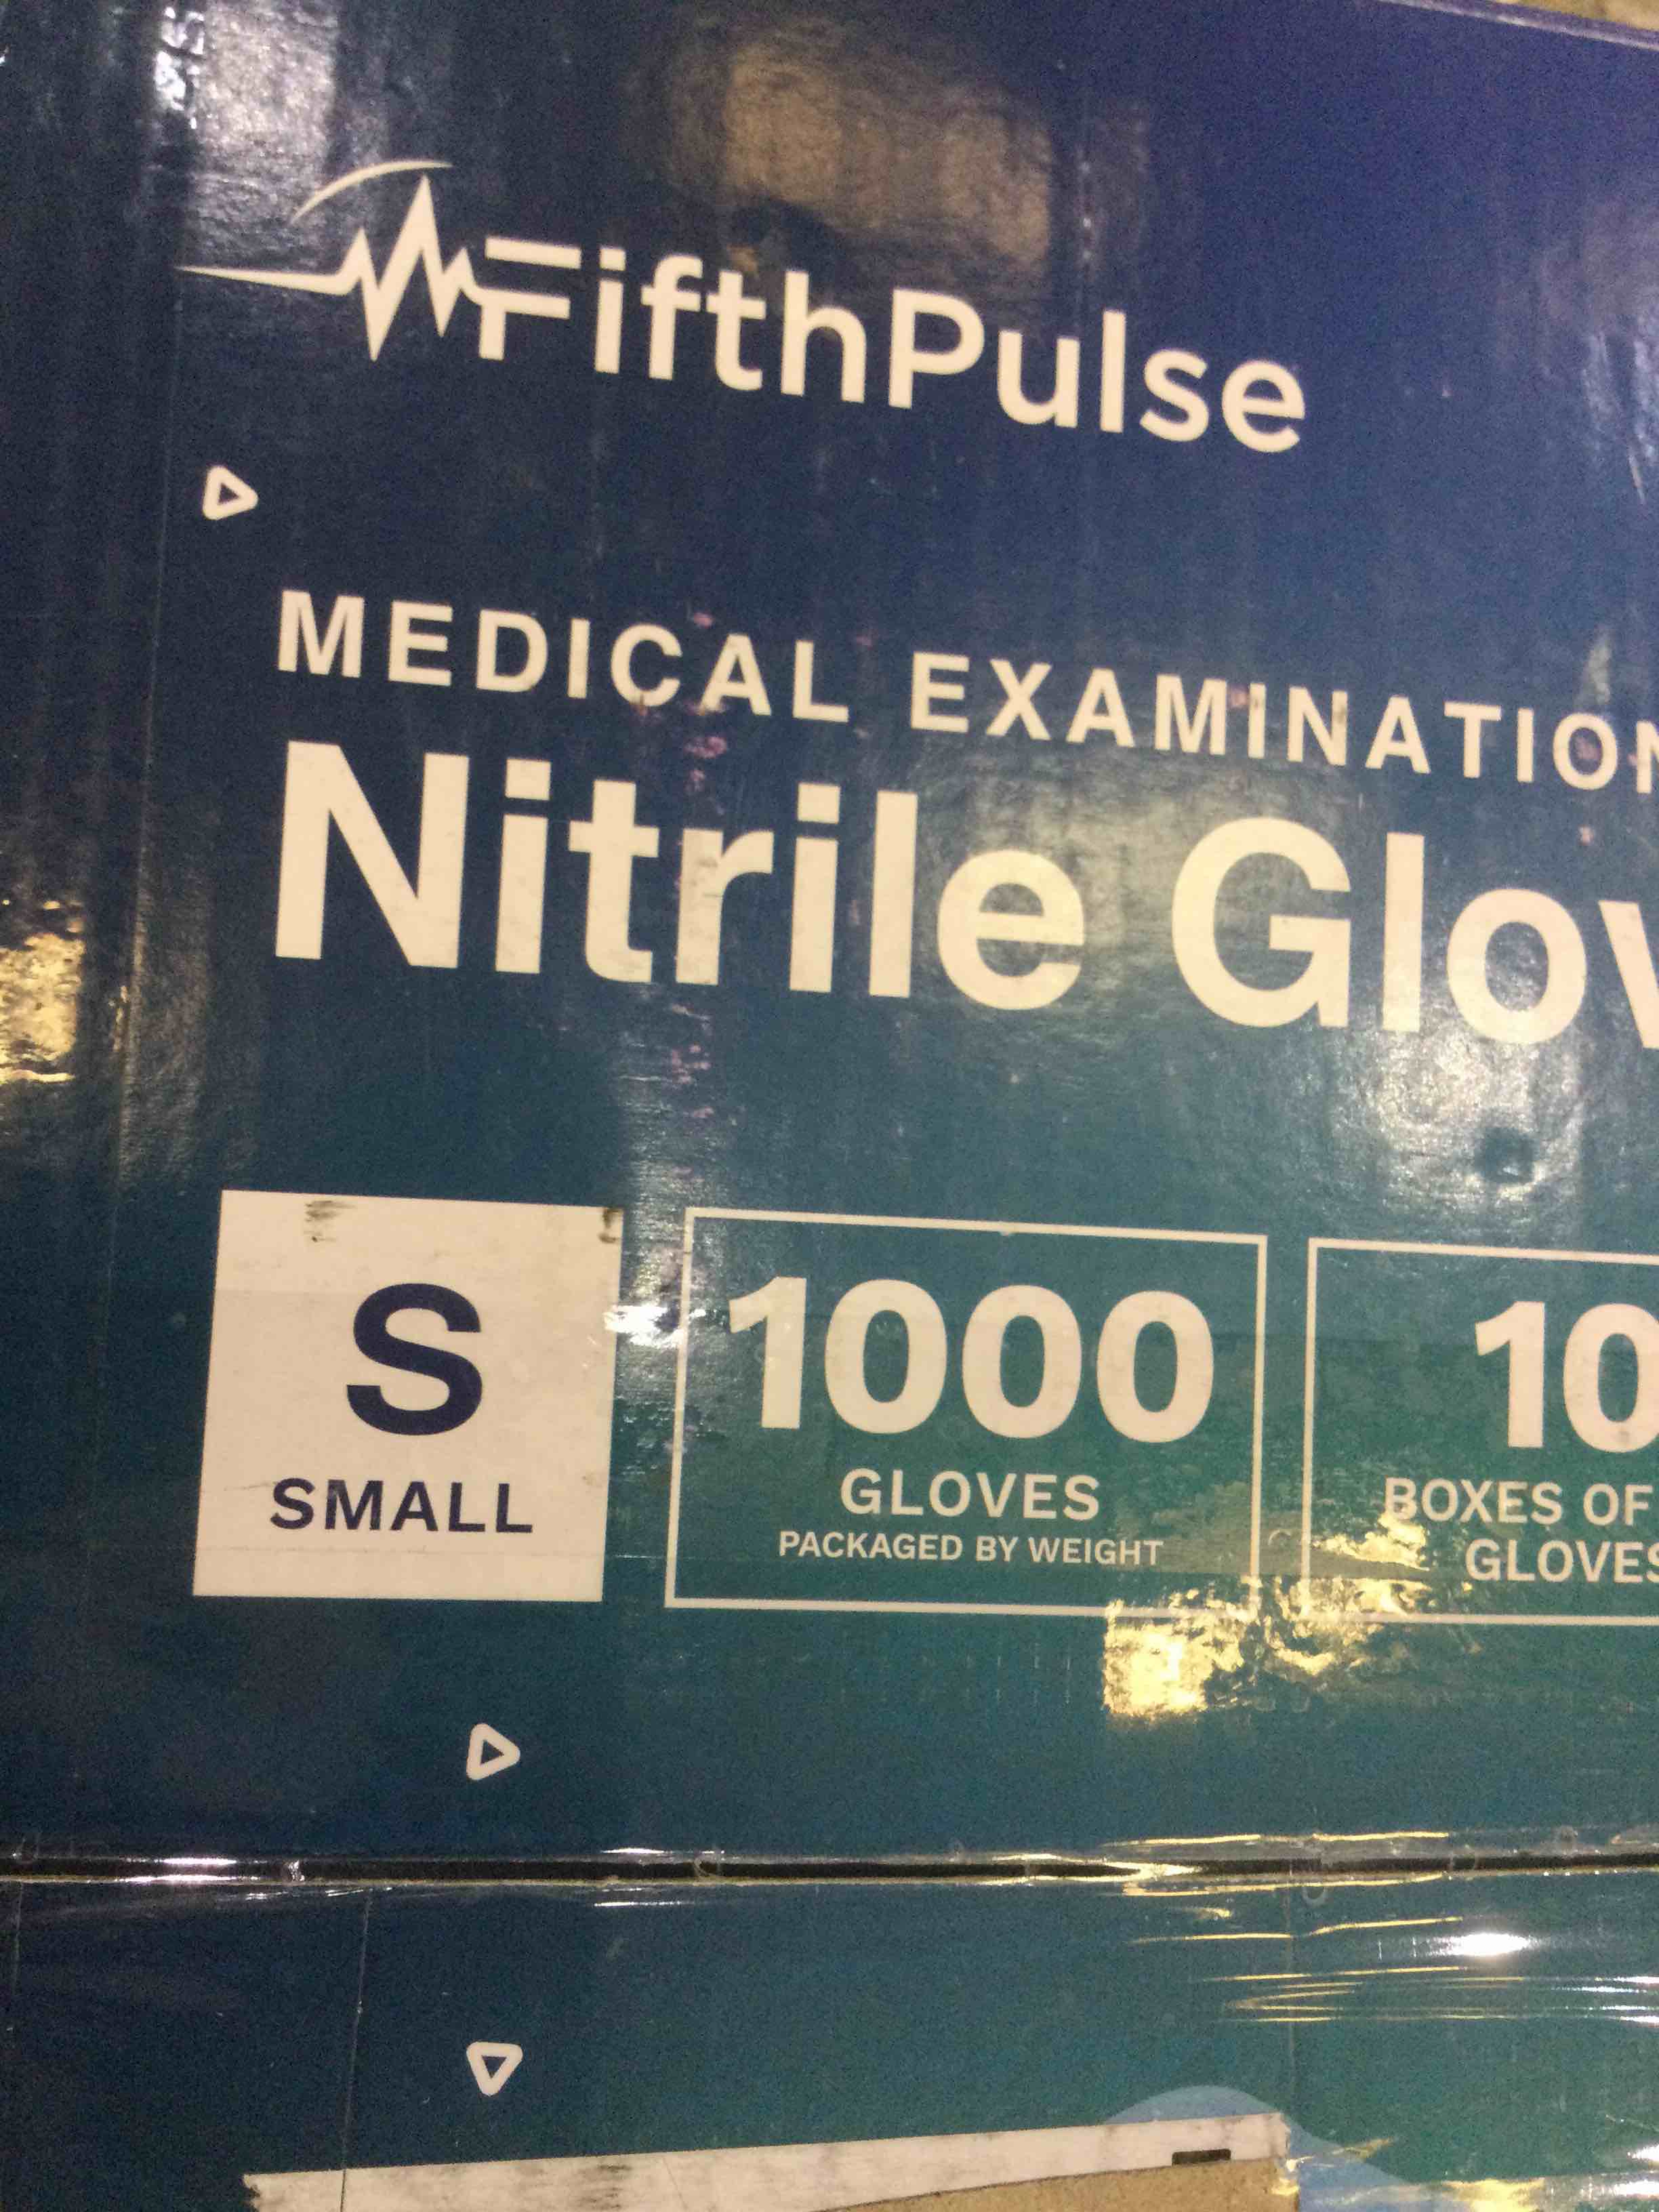 FifthPulse
MEDICAL EXAMINATION
Nitrile Glov
S
SMALL
1000
GLOVES
PACKAGED BY WEIGHT
10
BOXES OF
GLOVES